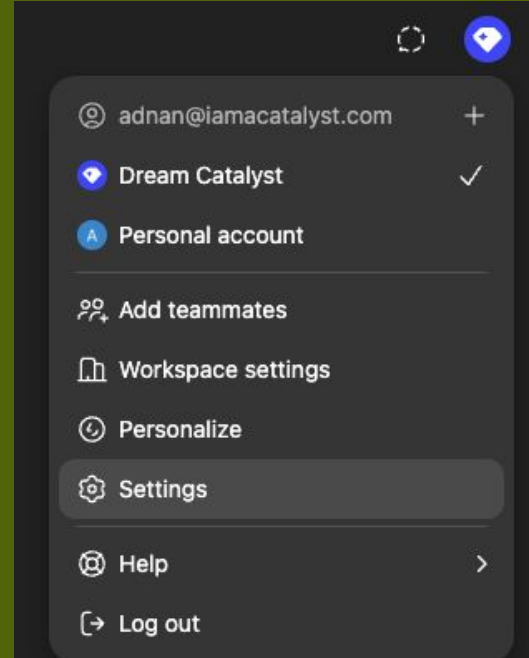 adnan@iamacatalyst.com
Dream Catalyst
A Personal account
Add teammates
Workspace settings
Personalize
Settings
Help
Log out